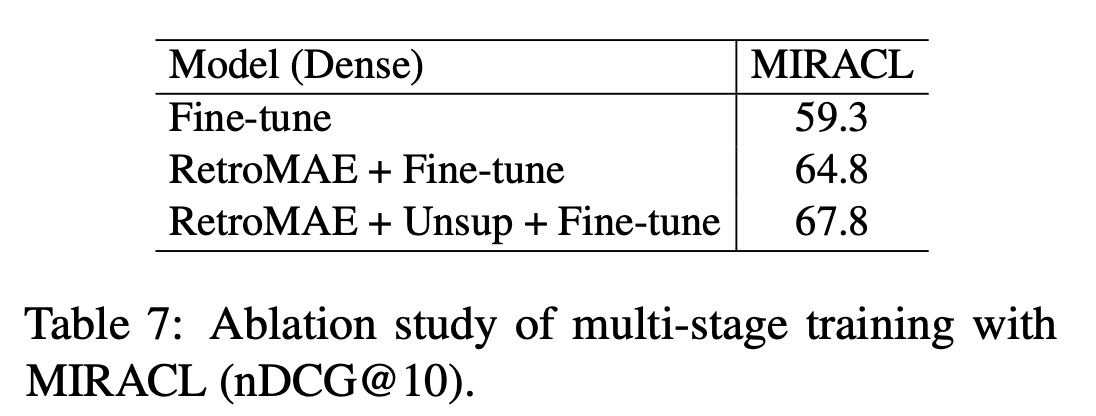 Model (Dense) MIRACL
Fine-tune 59.3
RetroMAE + Fine-tune 64.8
RetroMAE + Unsup + Fine-tune 67.8
Table 7: Ablation study of multi-stage training with
MIRACL (nDCG@10).